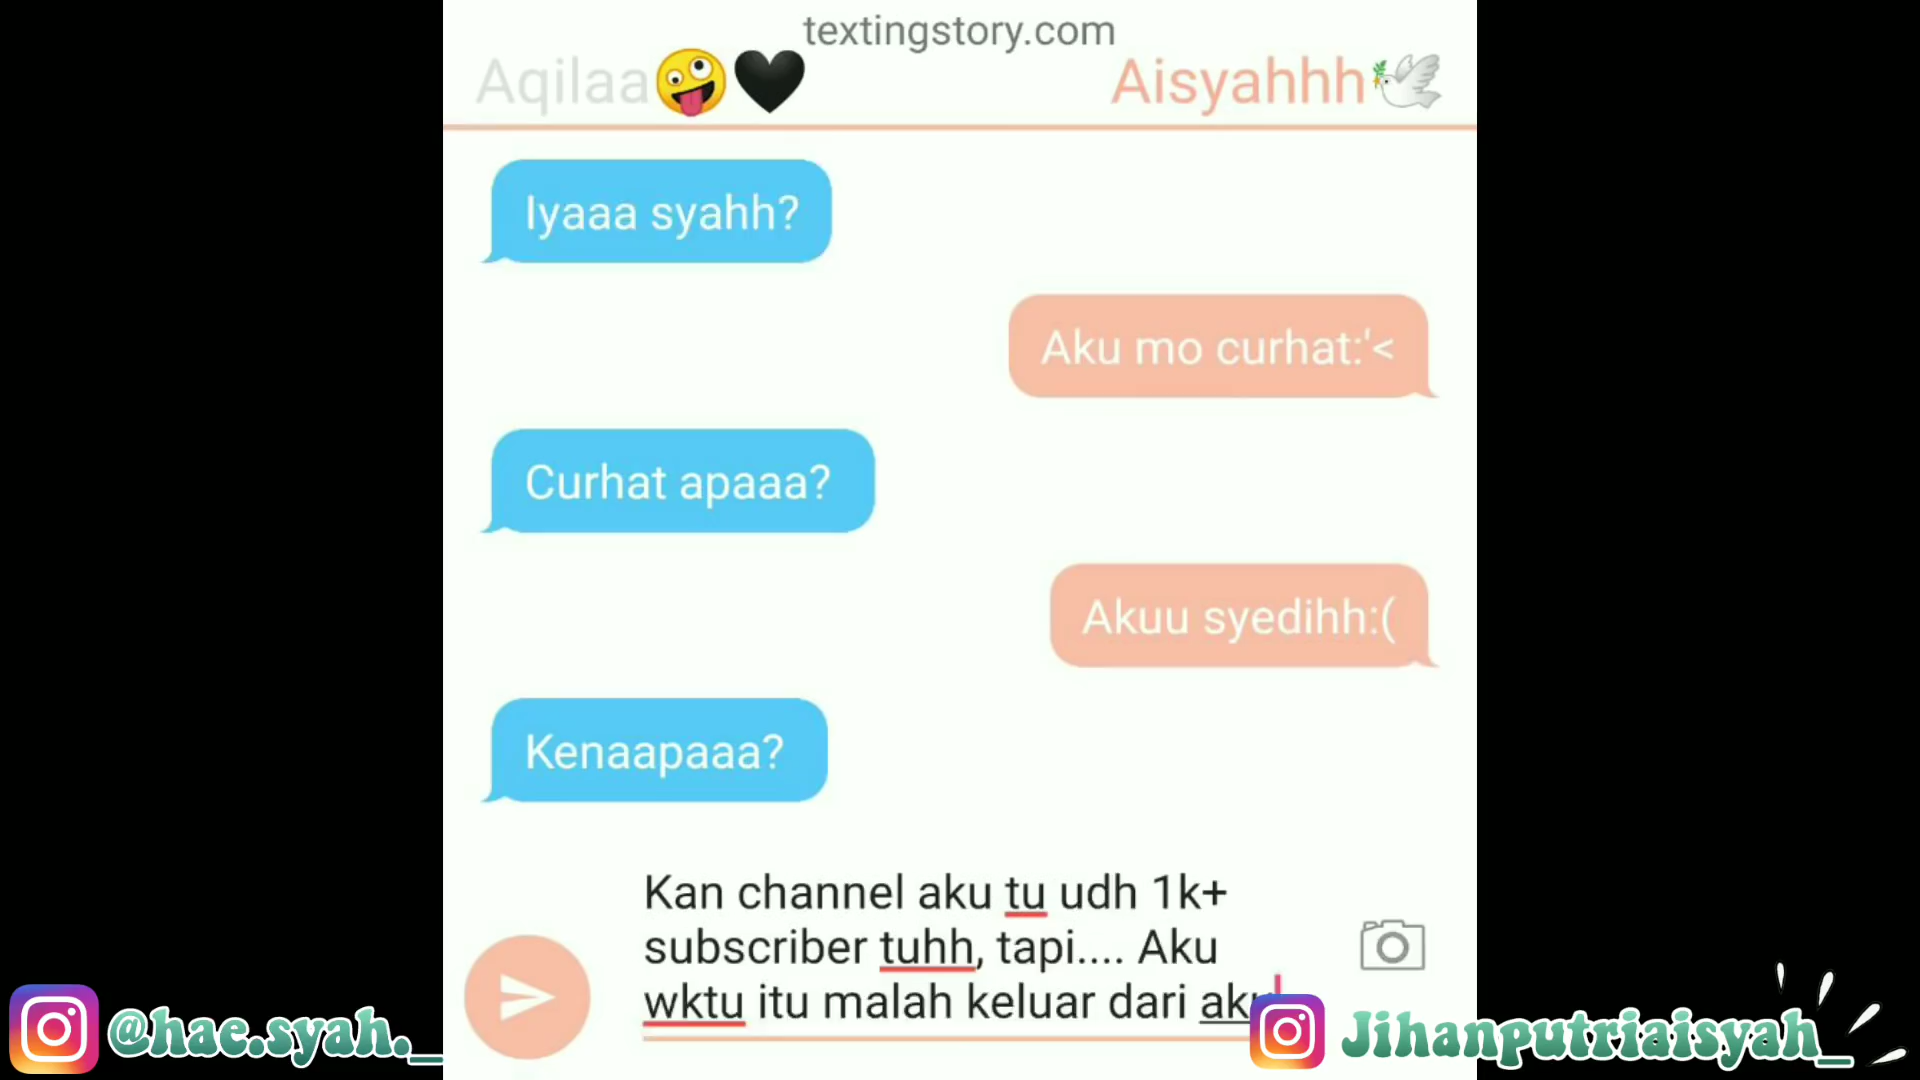 textingstory.com
Aqilaa🤪🖤
Aisyahhh🕊️
Iyaaa syahh?
Aku mo curhat:'<
Curhat apaaa?
Akuu syedihh:(
Kenaapaaa?
Kan channel aku tu udh 1k+
subscriber tuhh, tapi.... Aku
wktu itu malah keluar dari aku
@hae.syah._
Jihanputriaisyah_